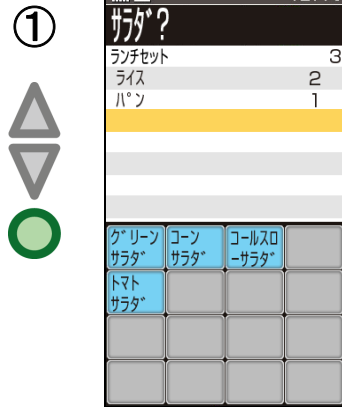 ①
ｻﾗﾀﾞ?
ﾗﾝﾁｾｯﾄ 3
ﾗｲｽ 2
ﾊﾟﾝ 1
ｸﾞﾘｰﾝ ｺｰﾝ ｺｰﾙｽﾛ
ｻﾗﾀﾞ ｻﾗﾀﾞ ｰｻﾗﾀﾞ
ﾄﾏﾄ
ｻﾗﾀﾞ